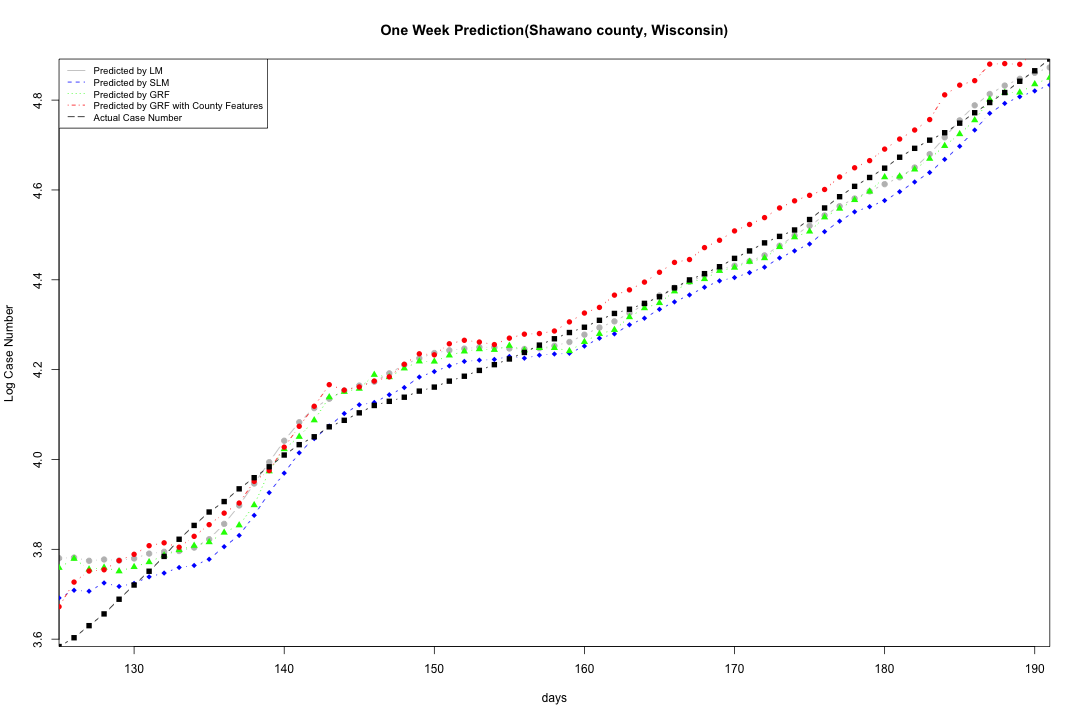 One Week Prediction(Shawano county, Wisconsin)
Predicted by LM
Predicted by SLM
Predicted by GRF
Predicted by GRF with County Features
Actual Case Number
Log Case Number
4.8
4.6
4.4
4.2
4.0
3.8
3.6
130 140 150 160 170 180 190
days